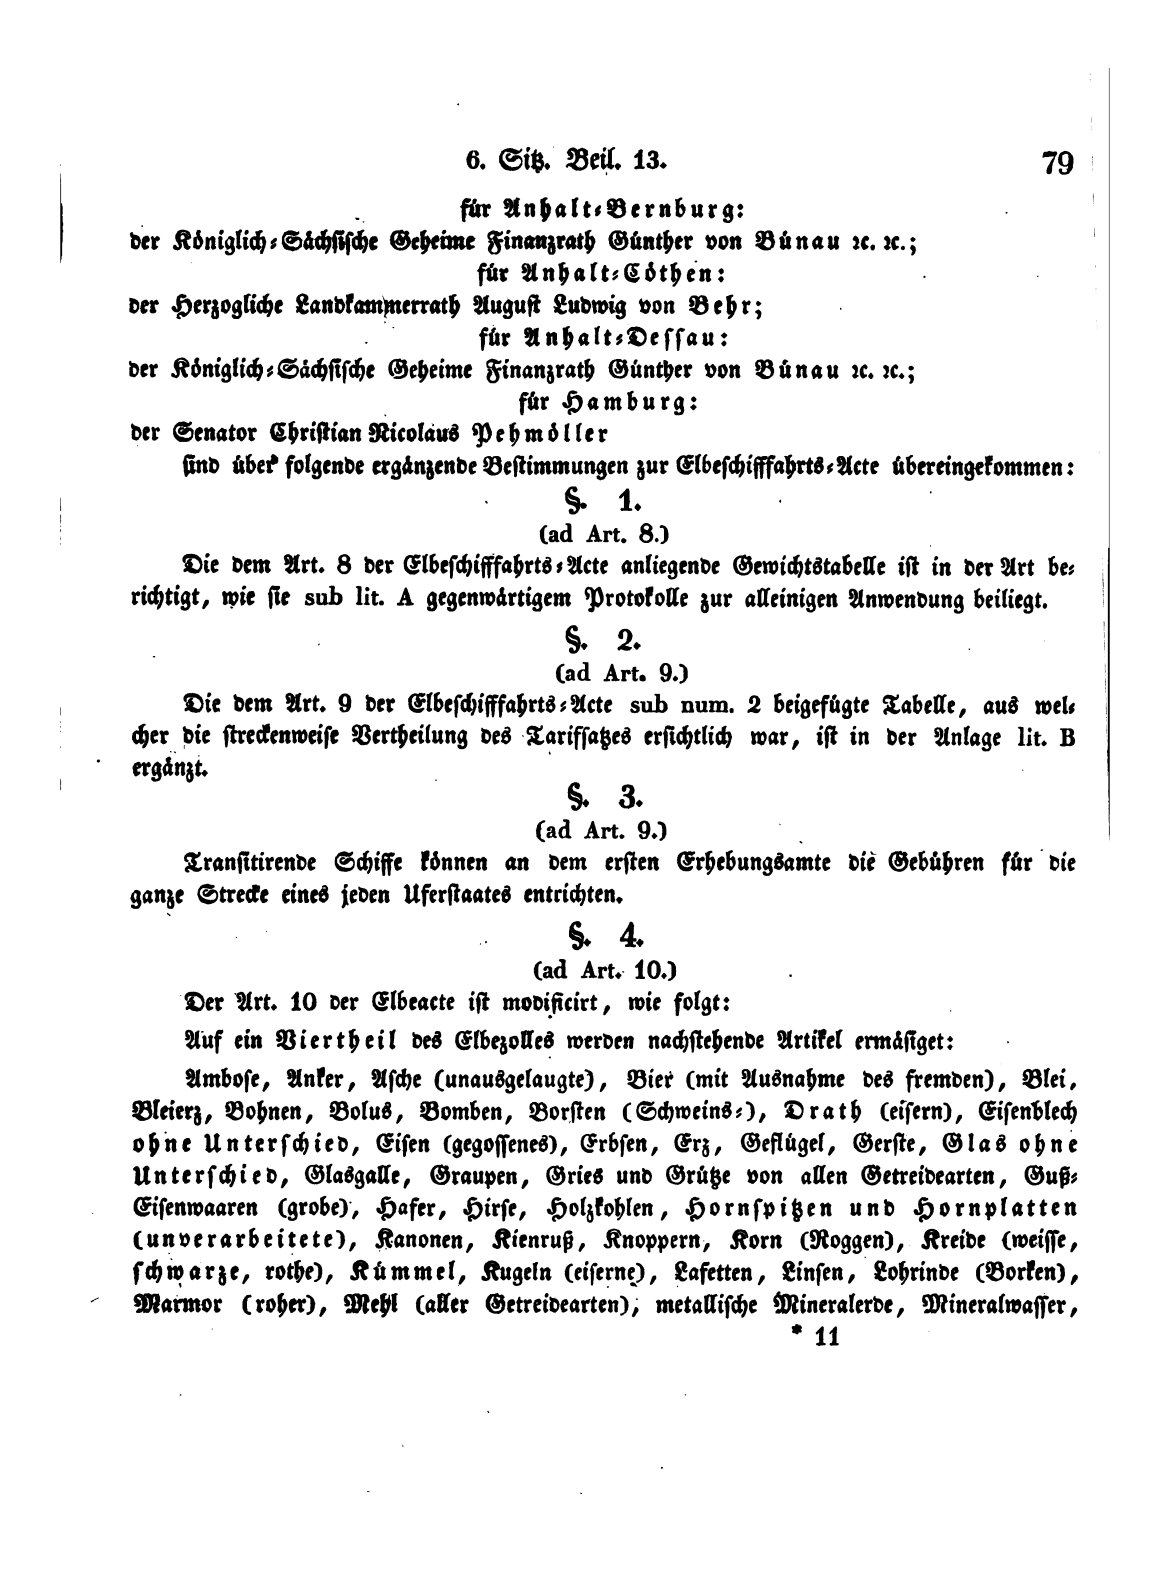 6. Sitz. Beil. 13. 79
für Anhalt-Bernburg:
der Königlich-Sächsische Geheime Finanzrath Günther von Bünau ꝛc. ꝛc.;
für Anhalt-Cöthen:
der Herzogliche Landkammerrath August Ludwig von Behr;
für Anhalt-Dessau:
der Königlich-Sächsische Geheime Finanzrath Günther von Bünau ꝛc. ꝛc.;
für Hamburg:
der Senator Christian Nicolaus Pehmöller
sind über folgende ergänzende Bestimmungen zur Elbeschifffahrts-Acte übereingekommen:
§. 1.
(ad Art. 8.)
Die dem Art. 8 der Elbeschifffahrts-Acte anliegende Gewichtstabelle ist in der Art be-
richtigt, wie sie sub lit. A gegenwärtigem Protokolle zur alleinigen Anwendung beiliegt.
§. 2.
(ad Art. 9.)
Die dem Art. 9 der Elbeschifffahrts-Acte sub num. 2 beigefügte Tabelle, aus wel-
cher die streckenweise Vertheilung des Tarifsatzes ersichtlich war, ist in der Anlage lit. B
ergänzt.
§. 3.
(ad Art. 9.)
Transitirende Schiffe können an dem ersten Erhebungsamte die Gebühren für die
ganze Strecke eines jeden Uferstaates entrichten.
§. 4.
(ad Art. 10.)
Der Art. 10 der Elbeacte ist modificirt, wie folgt:
Auf ein Viertheil des Elbezolles werden nachstehende Artikel ermäsiget:
Ambose, Anker, Asche (unausgelaugte), Bier (mit Ausnahme des fremden), Blei,
Bleierz, Bohnen, Bolus, Bomben, Borsten (Schweins-), Drath (eisern), Eisenblech
ohne Unterschied, Eisen (gegossenes), Erbsen, Erz, Geflügel, Gerste, Glas ohne
Unterschied, Glasgalle, Graupen, Gries und Grütze von allen Getreidearten, Guß-
Eisenwaaren (grobe), Hafer, Hirse, Holzkohlen, Hornspitzen und Hornplatten
(unverarbeitete), Kanonen, Kienruß, Knoppern, Korn (Roggen), Kreide (weisse,
schwarze, rothe), Kümmel, Kugeln (eiserne), Lafetten, Linsen, Lohrinde (Borken),
Marmor (roher), Mehl (aller Getreidearten), metallische Mineralerde, Mineralwasser,
* 11